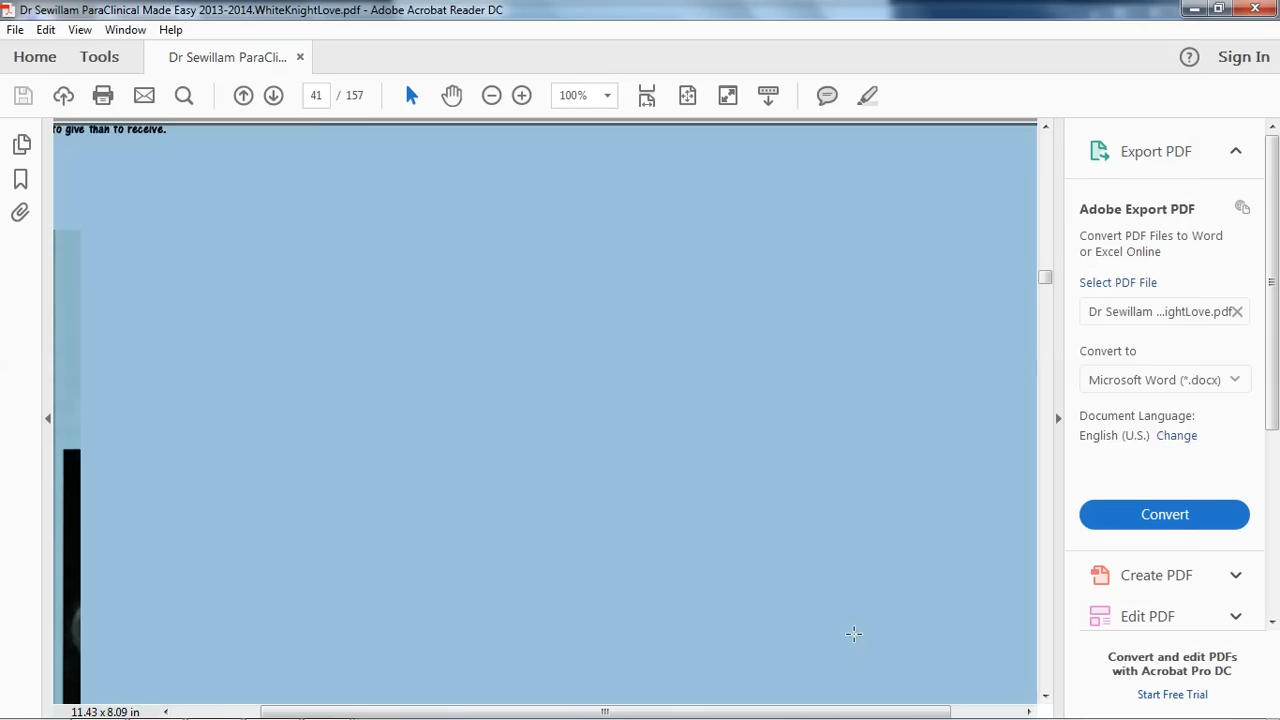 Dr Sewillam ParaClinical Made Easy 2013-2014.WhiteKnightLove.pdf - Adobe Acrobat Reader DC
File Edit View Window Help
Home Tools Dr Sewillam ParaCli... × Sign In
41 / 157 100%
to give than to receive.
Export PDF
Adobe Export PDF
Convert PDF Files to Word
or Excel Online
Select PDF File
Dr Sewillam ...ightLove.pdf
Convert to
Microsoft Word (*.docx)
Document Language:
English (U.S.) Change
Convert
Create PDF
Edit PDF
Convert and edit PDFs
with Acrobat Pro DC
Start Free Trial
11.43 x 8.09 in